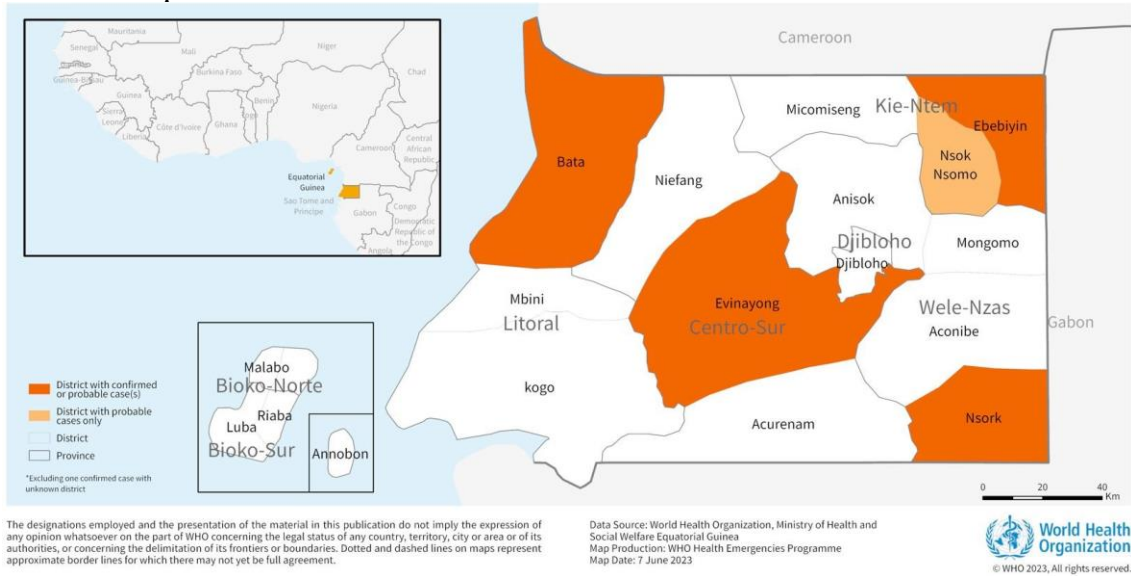 Mauritania
Senegal
Mali
Niger
Chad
Guinea-Bissau
Burkina Faso
Guinea
Benin
Togo
Nigeria
Sierra
Leone
Côte d'Ivoire
Ghana
Liberia
Cameroon
Central
African
Republic
Equatorial
Guinea
Sao Tome and
Principe
Gabon
Congo
Democratic
Republic of
the Congo
Angola
Cameroon
Micomiseng
Kie-Ntem
Ebebiyin
Bata
Nsok
Nsomo
Niefang
Anisok
Djibloho
Djibloho
Mongomo
Mbini
Litoral
Evinayong
Centro-Sur
Wele-Nzas
Aconibe
Gabon
kogo
Acurenam
Nsork
Malabo
Bioko-Norte
Riaba
Luba
Bioko-Sur
Annobon
District with confirmed
or probable case(s)
District with probable
cases only
District
Province
*Excluding one confirmed case with
unknown district
0 20 40
Km
The designations employed and the presentation of the material in this publication do not imply the expression of
any opinion whatsoever on the part of WHO concerning the legal status of any country, territory, city or area or of its
authorities, or concerning the delimitation of its frontiers or boundaries. Dotted and dashed lines on maps represent
approximate border lines for which there may not yet be full agreement.
Data Source: World Health Organization, Ministry of Health and
Social Welfare Equatorial Guinea
Map Production: WHO Health Emergencies Programme
Map Date: 7 June 2023
World Health
Organization
© WHO 2023, All rights reserved.